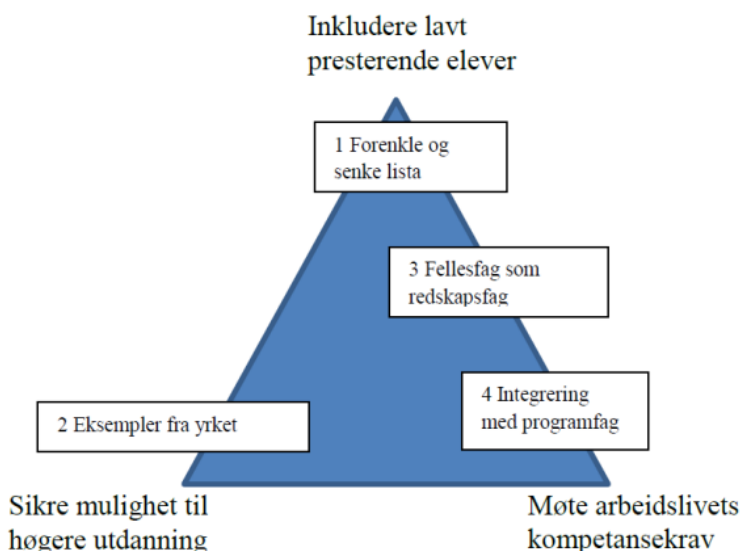 Inkludere lavt
presterende elever
1 Forenkle og
senke lista
3 Fellesfag som
redskapsfag
4 Integrering
med programfag
2 Eksempler fra yrket
Sikre mulighet til
høgere utdanning
Møte arbeidslivets
kompetansekrav